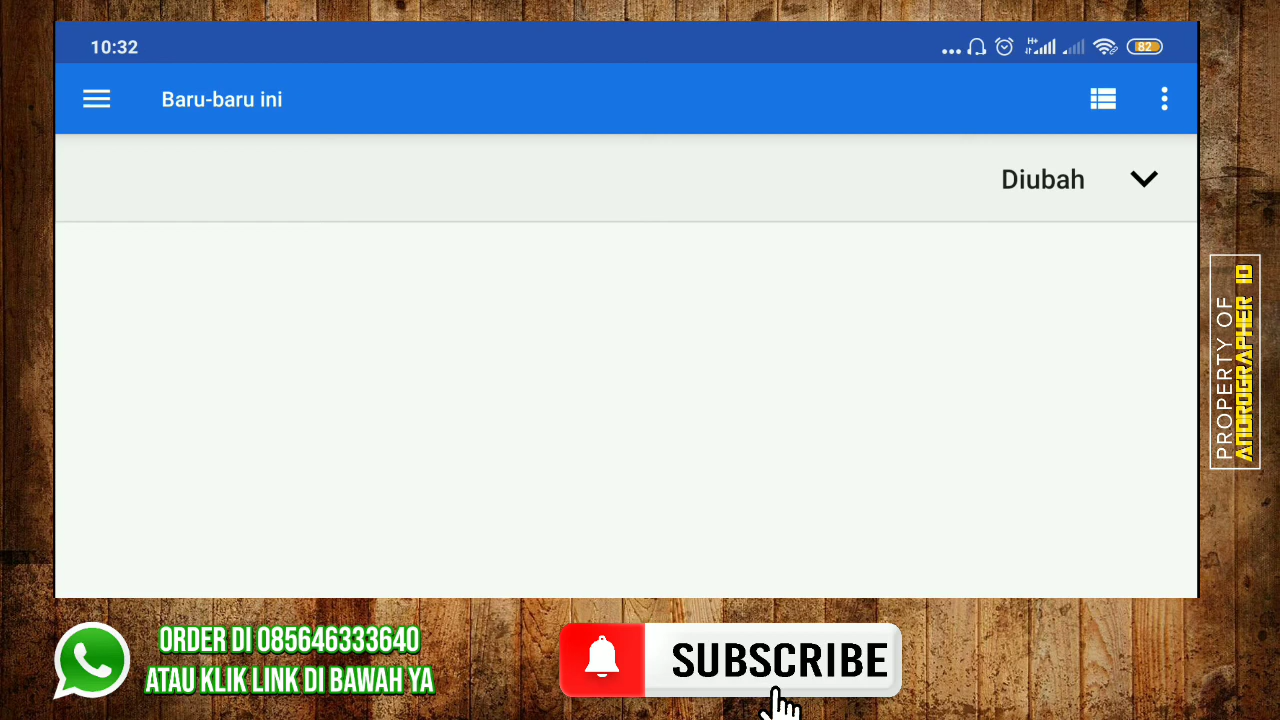 10:32
H+
82
Baru-baru ini
Diubah
PROPERTY OF
ANDROGRAPHER ID
ORDER DI 085646333640
ATAU KLIK LINK DI BAWAH YA
SUBSCRIBE